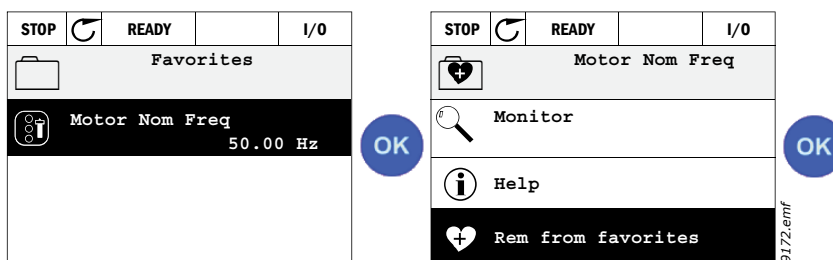 STOP READY I/O
Favorites
Motor Nom Freq
50.00 Hz
OK
STOP READY I/O
Motor Nom Freq
Monitor
Help
Rem from favorites
OK
9172.emf